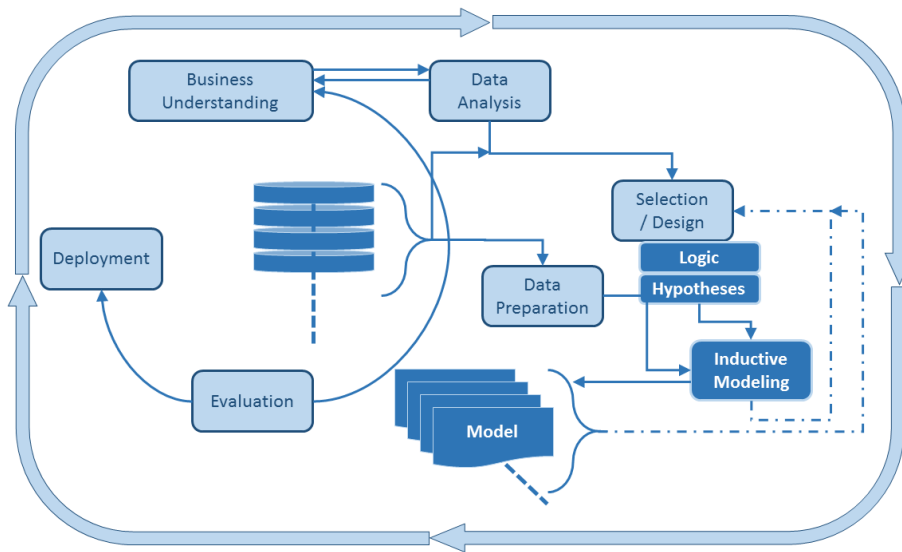 Business
Understanding
Data
Analysis
Selection
/ Design
Logic
Hypotheses
Deployment
Data
Preparation
Inductive
Modeling
Evaluation
Model